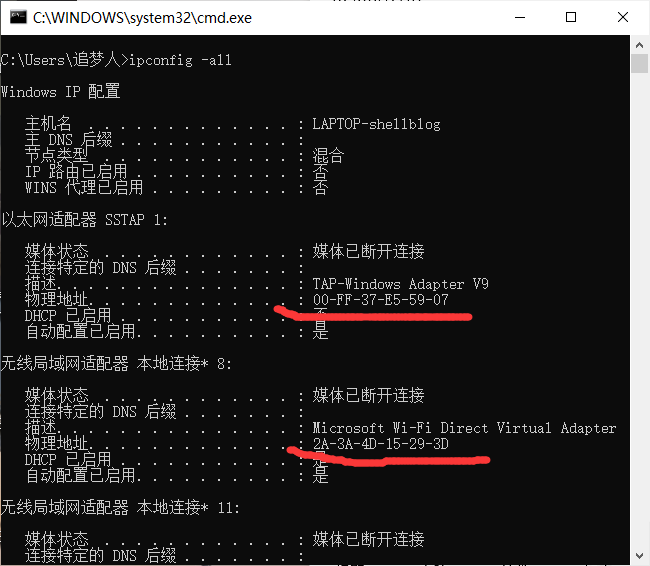 C:\WINDOWS\system32\cmd.exe
C:\Users\追梦人>ipconfig -all
Windows IP 配置
主机名 . . . . . . . . . . . . . : LAPTOP-shellblog
主 DNS 后缀 . . . . . . . . . . . :
节点类型 . . . . . . . . . . . . : 混合
IP 路由已启用 . . . . . . . . . . : 否
WINS 代理已启用 . . . . . . . . . : 否
以太网适配器 SSTAP 1:
媒体状态 . . . . . . . . . . . . : 媒体已断开连接
连接特定的 DNS 后缀 . . . . . . . :
描述. . . . . . . . . . . . . . . : TAP-Windows Adapter V9
物理地址. . . . . . . . . . . . . : 00-FF-37-E5-59-07
DHCP 已启用 . . . . . . . . . . . : 否
自动配置已启用. . . . . . . . . . : 是
无线局域网适配器 本地连接* 8:
媒体状态 . . . . . . . . . . . . : 媒体已断开连接
连接特定的 DNS 后缀 . . . . . . . :
描述. . . . . . . . . . . . . . . : Microsoft Wi-Fi Direct Virtual Adapter
物理地址. . . . . . . . . . . . . : 2A-3A-4D-15-29-3D
DHCP 已启用 . . . . . . . . . . . : 是
自动配置已启用. . . . . . . . . . : 是
无线局域网适配器 本地连接* 11:
媒体状态 . . . . . . . . . . . . : 媒体已断开连接
连接特定的 DNS 后缀 . . . . . . . :